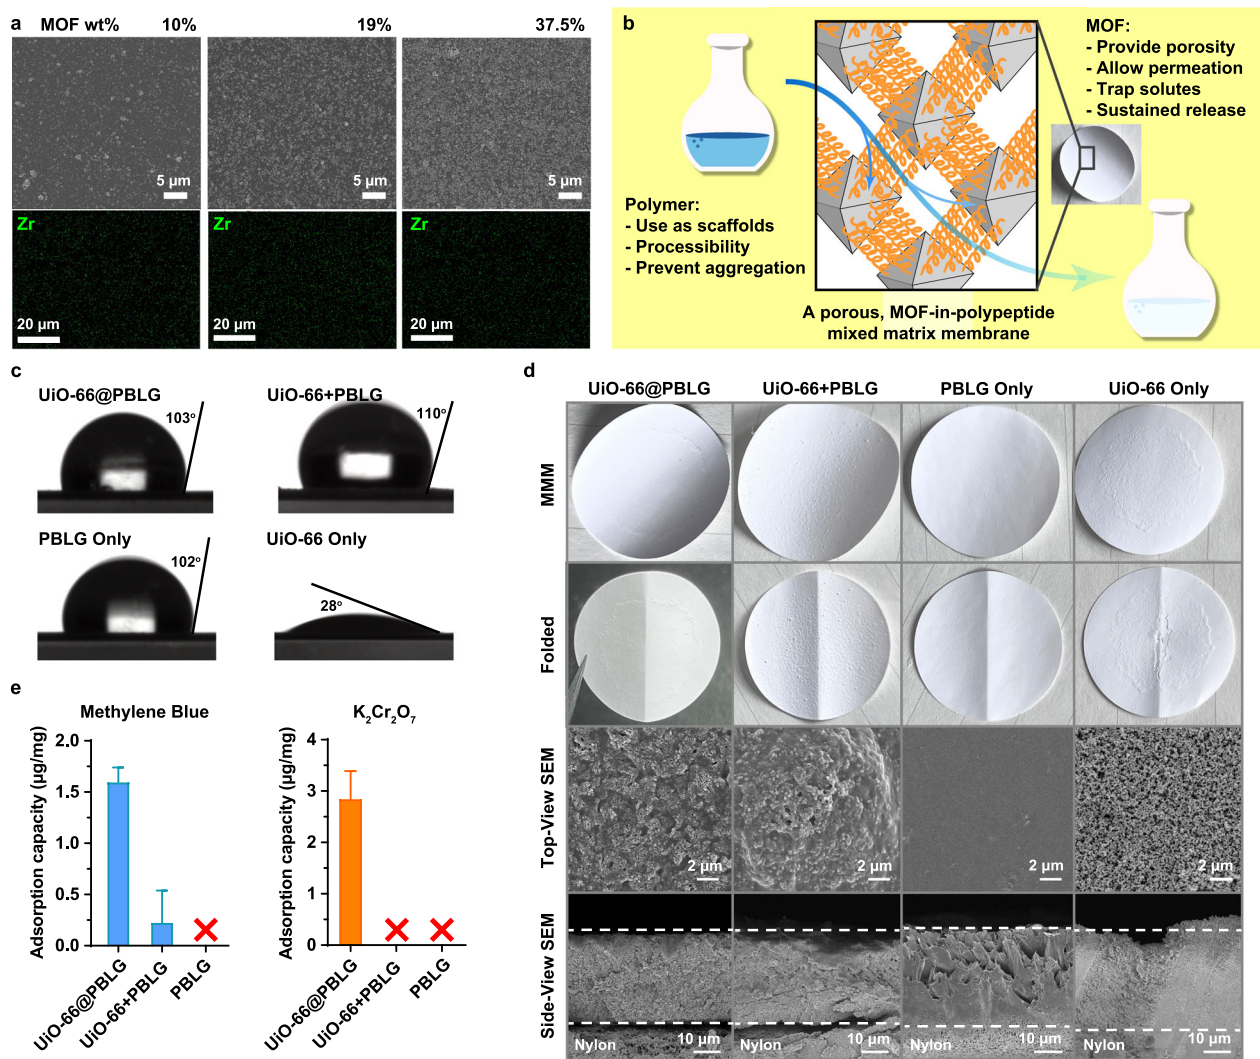 a
MOF wt%
10%
19%
37.5%
5 µm
5 µm
5 µm
Zr
Zr
Zr
20 µm
20 µm
20 µm
b
MOF:
- Provide porosity
- Allow permeation
- Trap solutes
- Sustained release
Polymer:
- Use as scaffolds
- Processibility
- Prevent aggregation
A porous, MOF-in-polypeptide
mixed matrix membrane
c
UiO-66@PBLG
103°
UiO-66+PBLG
110°
PBLG Only
102°
UiO-66 Only
28°
d
UiO-66@PBLG
UiO-66+PBLG
PBLG Only
UiO-66 Only
MMM
Folded
Top-View SEM
2 µm
2 µm
2 µm
2 µm
Side-View SEM
Nylon
10 µm
Nylon
10 µm
Nylon
10 µm
Nylon
10 µm
e
Methylene Blue
Adsorption capacity (µg/mg)
2.0
1.5
1.0
0.5
0.0
UiO-66@PBLG
UiO-66+PBLG
PBLG
K₂Cr₂O₇
Adsorption capacity (µg/mg)
4
3
2
1
0
UiO-66@PBLG
UiO-66+PBLG
PBLG